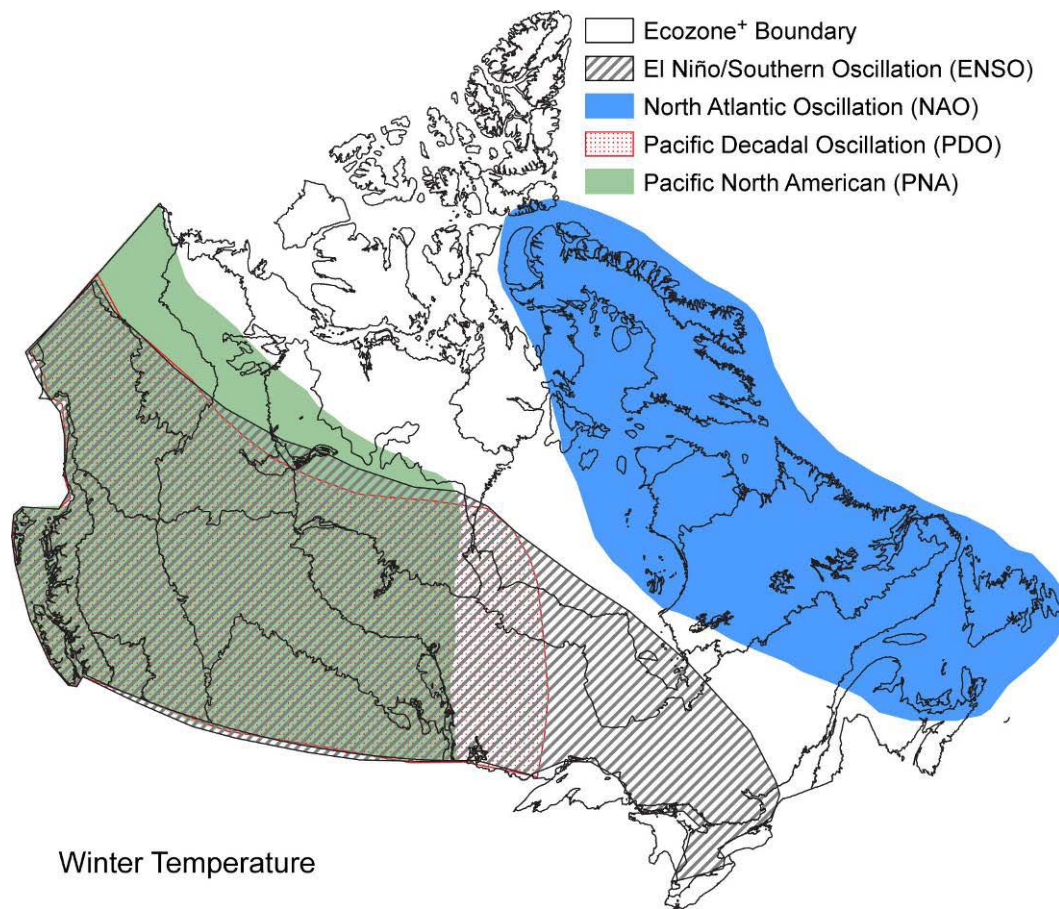 Ecozone⁺ Boundary
El Niño/Southern Oscillation (ENSO)
North Atlantic Oscillation (NAO)
Pacific Decadal Oscillation (PDO)
Pacific North American (PNA)
Winter Temperature